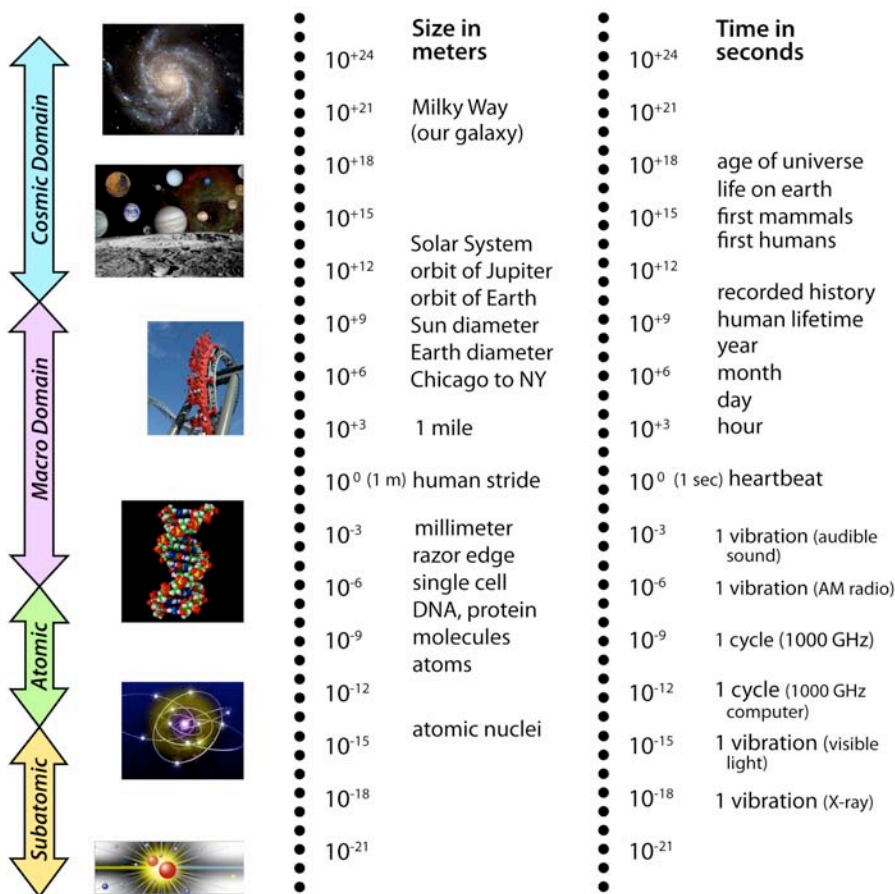 Size in
meters
Time in
seconds
Cosmic Domain
Macro Domain
Atomic
Subatomic
10+24
10+21 Milky Way
(our galaxy)
10+18
10+15
Solar System
10+12 orbit of Jupiter
orbit of Earth
10+9 Sun diameter
Earth diameter
10+6 Chicago to NY
10+3 1 mile
100 (1 m) human stride
10-3 millimeter
razor edge
10-6 single cell
DNA, protein
10-9 molecules
atoms
10-12
atomic nuclei
10-15
10-18
10-21
10+24
10+21
10+18 age of universe
life on earth
10+15 first mammals
first humans
10+12
recorded history
10+9 human lifetime
year
10+6 month
day
10+3 hour
100 (1 sec) heartbeat
10-3 1 vibration (audible
sound)
10-6 1 vibration (AM radio)
10-9 1 cycle (1000 GHz)
10-12 1 cycle (1000 GHz
computer)
10-15 1 vibration (visible
light)
10-18 1 vibration (X-ray)
10-21